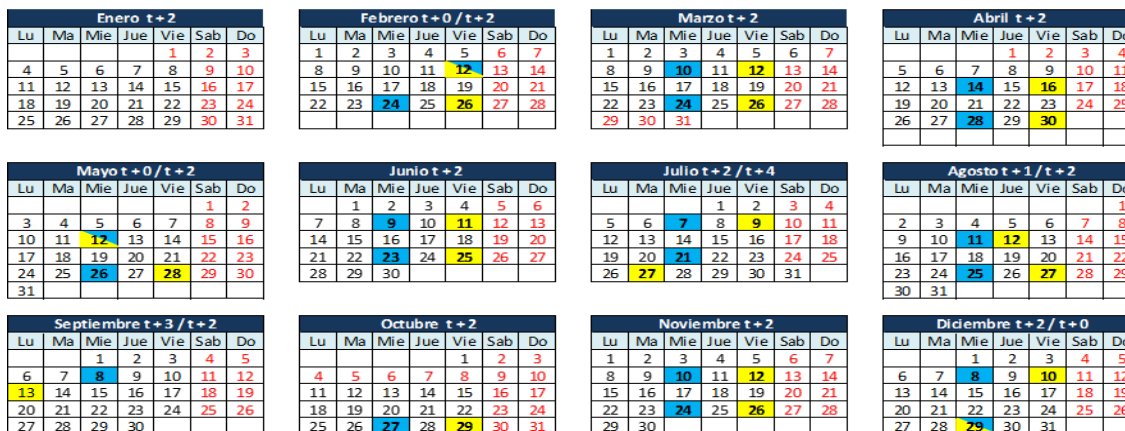 Enero t + 2
Lu Ma Mie Jue Vie Sab Do
1 2 3
4 5 6 7 8 9 10
11 12 13 14 15 16 17
18 19 20 21 22 23 24
25 26 27 28 29 30 31
Febrero t + 0 / t + 2
Lu Ma Mie Jue Vie Sab Do
1 2 3 4 5 6 7
8 9 10 11 12 13 14
15 16 17 18 19 20 21
22 23 24 25 26 27 28
Marzo t + 2
Lu Ma Mie Jue Vie Sab Do
1 2 3 4 5 6 7
8 9 10 11 12 13 14
15 16 17 18 19 20 21
22 23 24 25 26 27 28
29 30 31
Abril t + 2
Lu Ma Mie Jue Vie Sab Do
1 2 3 4
5 6 7 8 9 10 11
12 13 14 15 16 17 18
19 20 21 22 23 24 25
26 27 28 29 30
Mayo t + 0 / t + 2
Lu Ma Mie Jue Vie Sab Do
1 2
3 4 5 6 7 8 9
10 11 12 13 14 15 16
17 18 19 20 21 22 23
24 25 26 27 28 29 30
31
Junio t + 2
Lu Ma Mie Jue Vie Sab Do
1 2 3 4 5 6
7 8 9 10 11 12 13
14 15 16 17 18 19 20
21 22 23 24 25 26 27
28 29 30
Julio t + 2 / t + 4
Lu Ma Mie Jue Vie Sab Do
1 2 3 4
5 6 7 8 9 10 11
12 13 14 15 16 17 18
19 20 21 22 23 24 25
26 27 28 29 30 31
Agosto t + 1 / t + 2
Lu Ma Mie Jue Vie Sab Do
1
2 3 4 5 6 7 8
9 10 11 12 13 14 15
16 17 18 19 20 21 22
23 24 25 26 27 28 29
30 31
Septiembre t + 3 / t + 2
Lu Ma Mie Jue Vie Sab Do
1 2 3 4 5
6 7 8 9 10 11 12
13 14 15 16 17 18 19
20 21 22 23 24 25 26
27 28 29 30
Octubre t + 2
Lu Ma Mie Jue Vie Sab Do
1 2 3
4 5 6 7 8 9 10
11 12 13 14 15 16 17
18 19 20 21 22 23 24
25 26 27 28 29 30 31
Noviembre t + 2
Lu Ma Mie Jue Vie Sab Do
1 2 3 4 5 6 7
8 9 10 11 12 13 14
15 16 17 18 19 20 21
22 23 24 25 26 27 28
29 30
Diciembre t + 2 / t + 0
Lu Ma Mie Jue Vie Sab Do
1 2 3 4 5
6 7 8 9 10 11 12
13 14 15 16 17 18 19
20 21 22 23 24 25 26
27 28 29 30 31